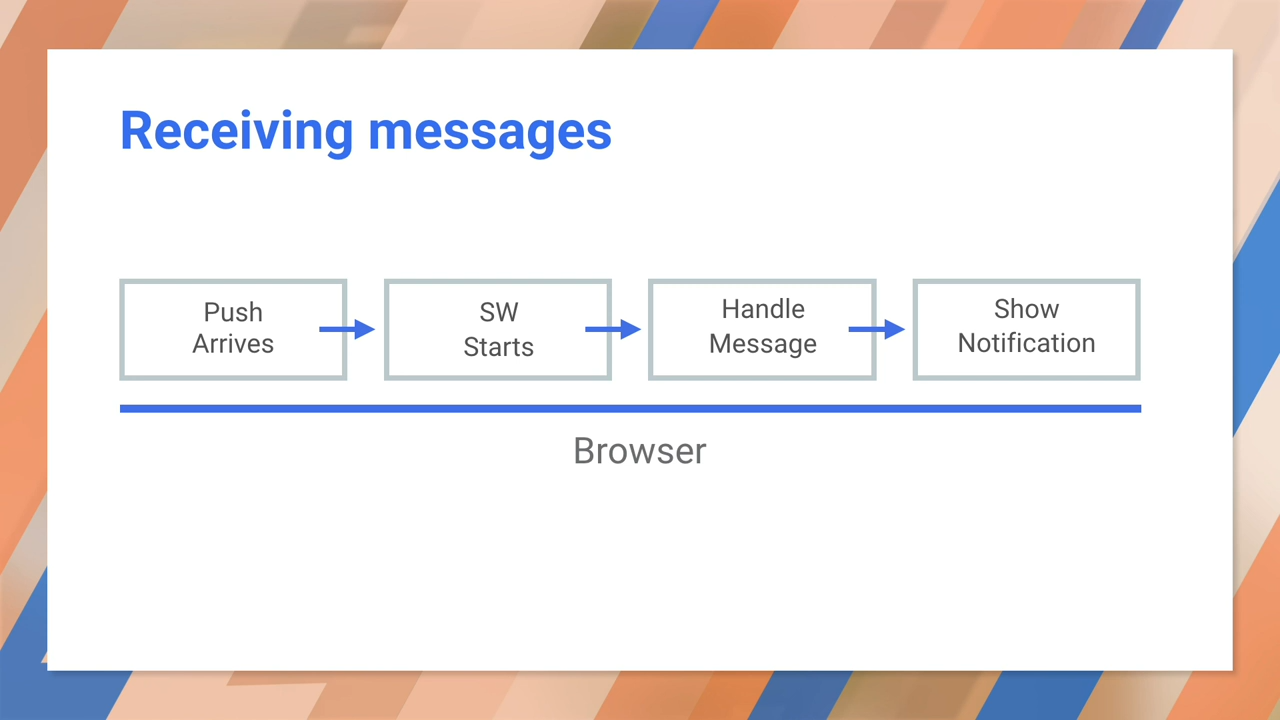 Receiving messages
Push
Arrives
SW
Starts
Handle
Message
Show
Notification
Browser